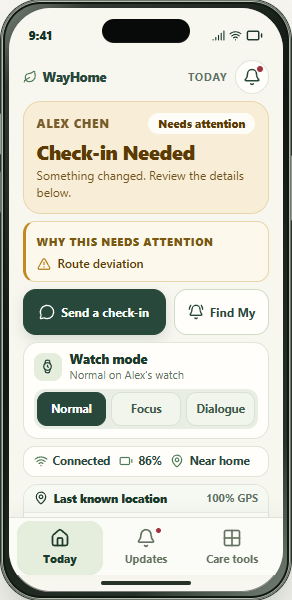 9:41
WayHome
TODAY
ALEX CHEN
Needs attention
Check-in Needed
Something changed. Review the details
below.
WHY THIS NEEDS ATTENTION
Route deviation
Send a check-in
Find My
Watch mode
Normal on Alex's watch
Normal
Focus
Dialogue
Connected
86%
Near home
Last known location
100% GPS
Today
Updates
Care tools